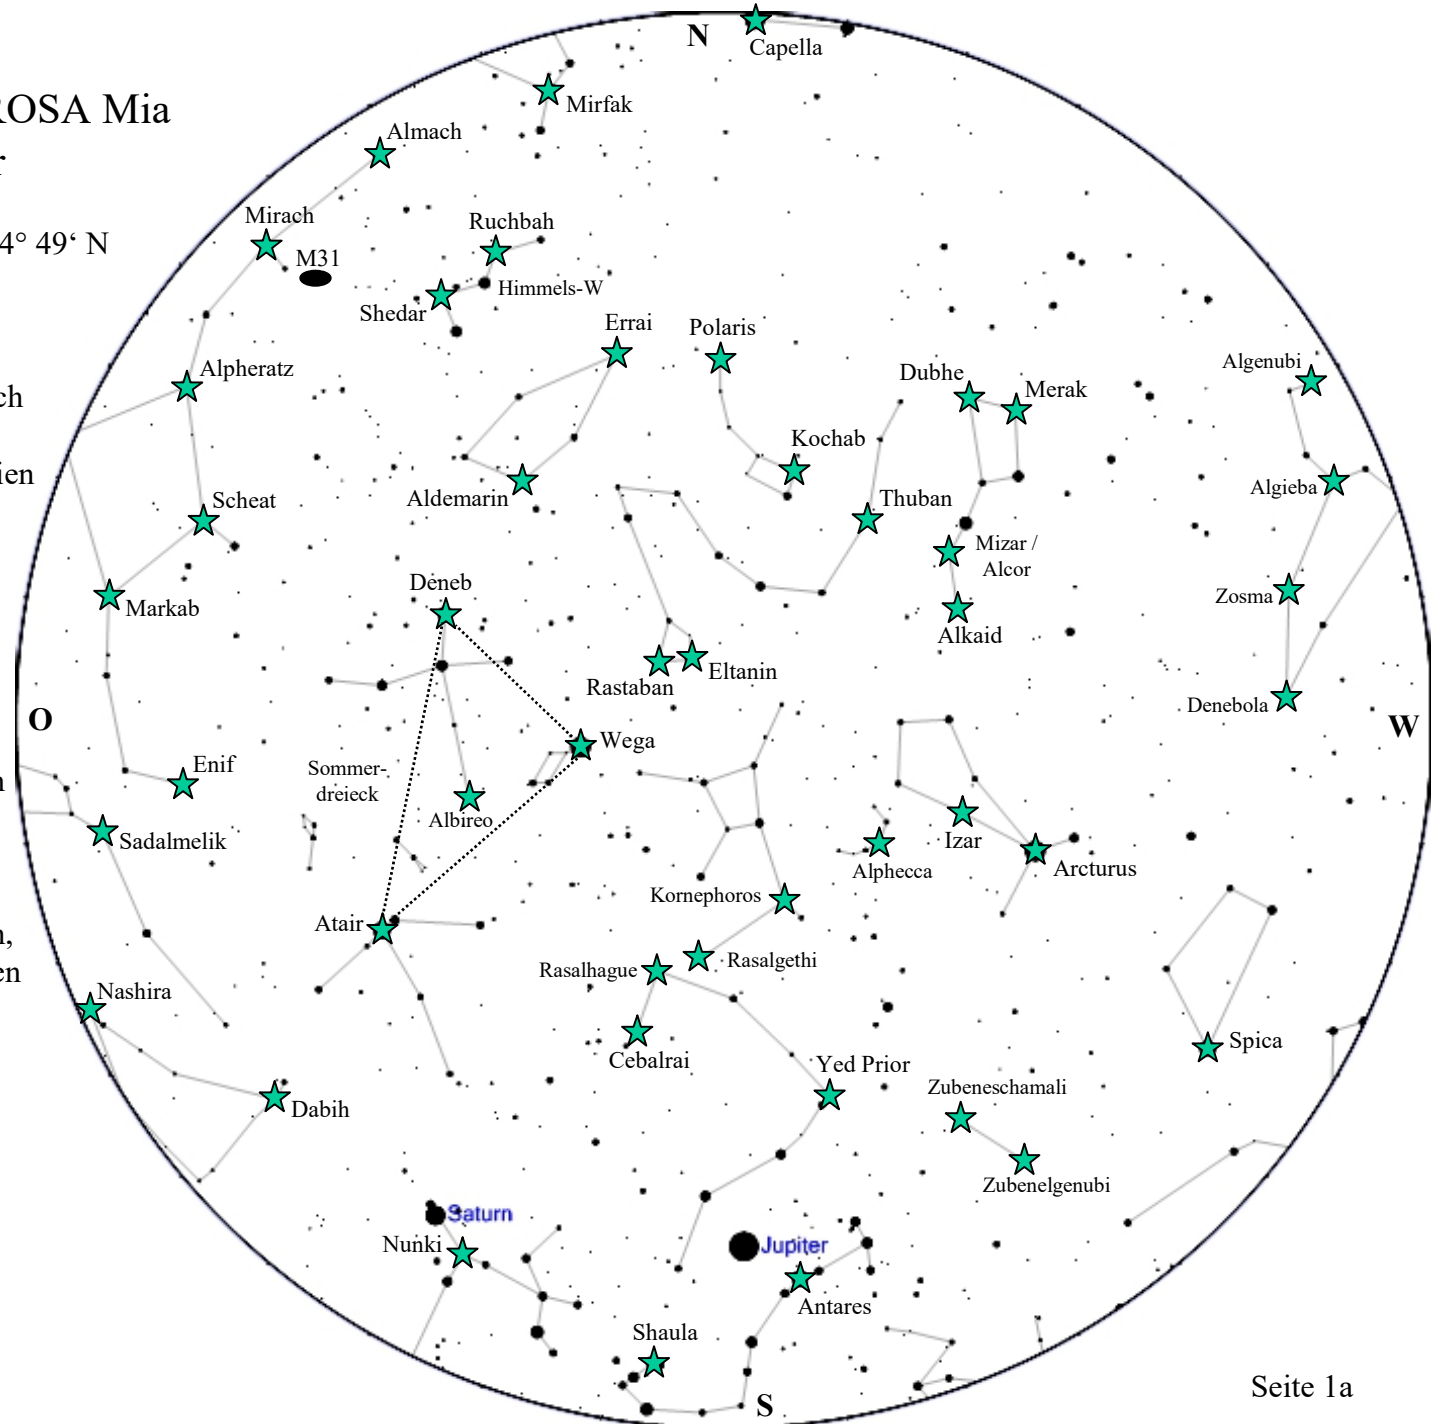 N
Capella
Mirfak
ROSA Mia
Almach
r
Mirach
Ruchbah
4° 49‘ N
M31
Himmels-W
Shedar
Errai
Polaris
Algenubi
Alpheratz
Dubhe
Merak
ch
Kochab
ien
Algieba
Scheat
Aldemarin
Thuban
Mizar /
Alcor
Deneb
Zosma
Markab
Alkaid
Rastaban
Eltanin
Denebola
O
W
Wega
Enif
Sommer-
dreieck
n
Albireo
Sadalmelik
Izar
Alphecca
Arcturus
Kornephoros
Atair
n,
Rasalhague
Rasalgethi
en
Nashira
Spica
Cebalrai
Yed Prior
Zubeneschamali
Dabih
Zubenelgenubi
Saturn
Nunki
Jupiter
Antares
Shaula
Seite 1a
S